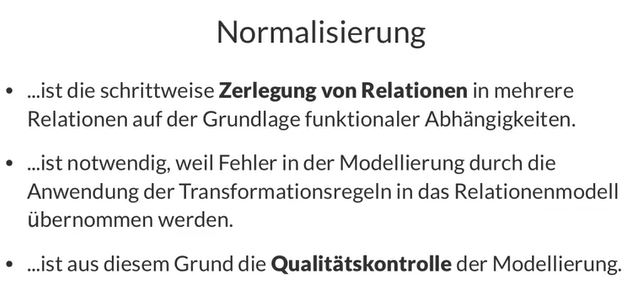 Normalisierung
• ...ist die schrittweise Zerlegung von Relationen in mehrere
Relationen auf der Grundlage funktionaler Abhängigkeiten.
• ...ist notwendig, weil Fehler in der Modellierung durch die
Anwendung der Transformationsregeln in das Relationenmodell
übernommen werden.
• ...ist aus diesem Grund die Qualitätskontrolle der Modellierung.